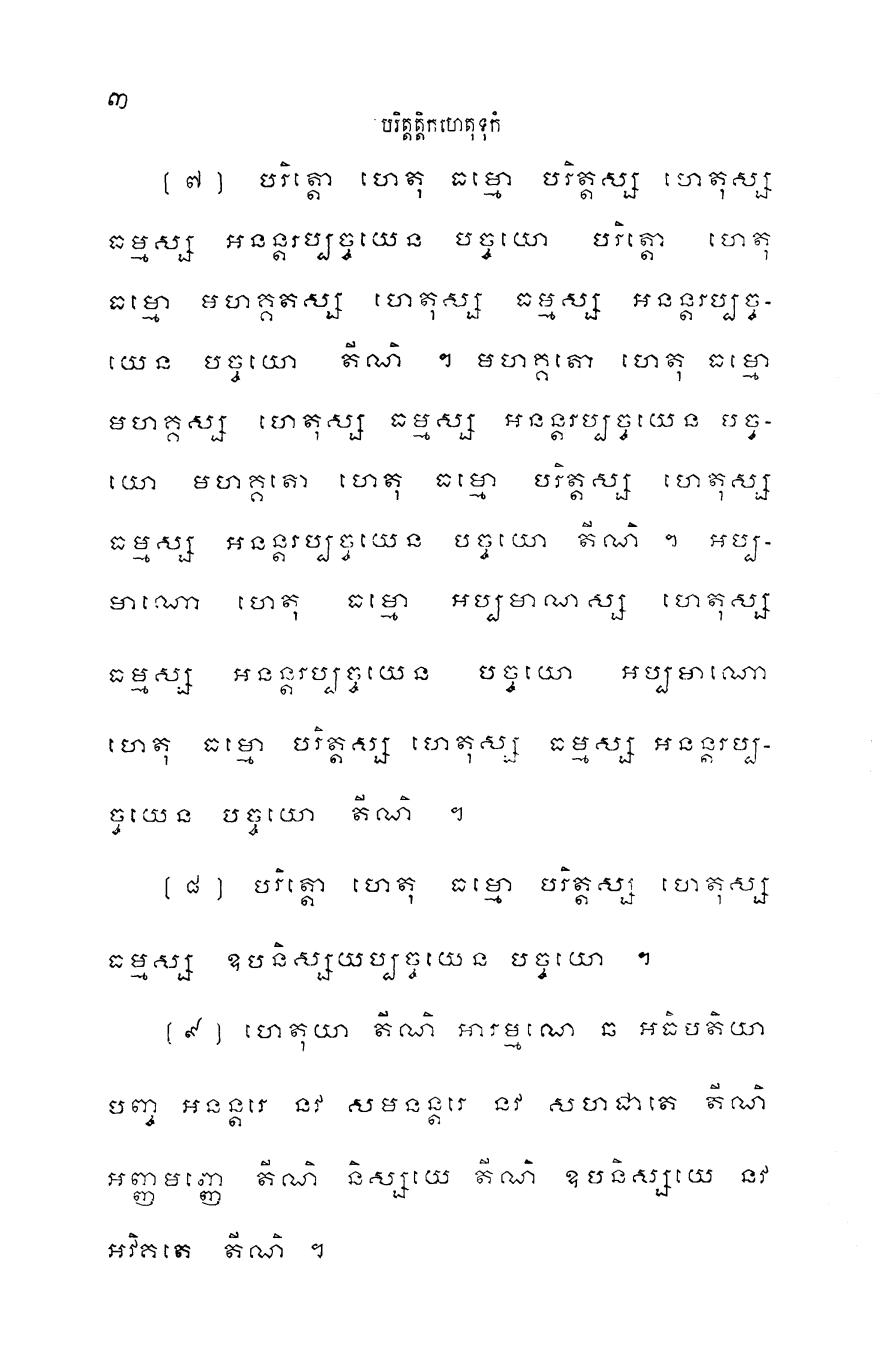 ៣
បរិត្តត្តិកហេតុទុកំ
( ៧ ) បរិត្តោ ហេតុ ធម្មោ បរិត្តស្ស ហេតុស្ស
ធម្មស្ស អនន្តរប្បច្ចយេន បច្ចយោ បរិត្តោ ហេតុ
ធម្មោ មហគ្គតស្ស ហេតុស្ស ធម្មស្ស អនន្តរប្បច្ច-
យេន បច្ចយោ តីណិ ។ មហគ្គតោ ហេតុ ធម្មោ
មហគ្គស្ស ហេតុស្ស ធម្មស្ស អនន្តរប្បច្ចយេន បច្ច-
យោ មហគ្គតោ ហេតុ ធម្មោ បរិត្តស្ស ហេតុស្ស
ធម្មស្ស អនន្តរប្បច្ចយេន បច្ចយោ តីណិ ។ អប្ប-
មាណោ ហេតុ ធម្មោ អប្បមាណស្ស ហេតុស្ស
ធម្មស្ស អនន្តរប្បច្ចយេន បច្ចយោ អប្បមាណោ
ហេតុ ធម្មោ បរិត្តស្ស ហេតុស្ស ធម្មស្ស អនន្តរប្ប-
ច្ចយេន បច្ចយោ តីណិ ។
( ៨ ) បរិត្តោ ហេតុ ធម្មោ បរិត្តស្ស ហេតុស្ស
ធម្មស្ស ឧបនិស្សយប្បច្ចយេន បច្ចយោ ។
( ៩ ) ហេតុយា តីណិ អារម្មណេ ឆ អធិបតិយា
បញ្ច អនន្តរេ នវ សមនន្តរេ នវ សហជាតេ តីណិ
អញ្ញមញ្ញេ តីណិ និស្សយេ តីណិ ឧបនិស្សយេ នវ
អវិគតេ តីណិ ។